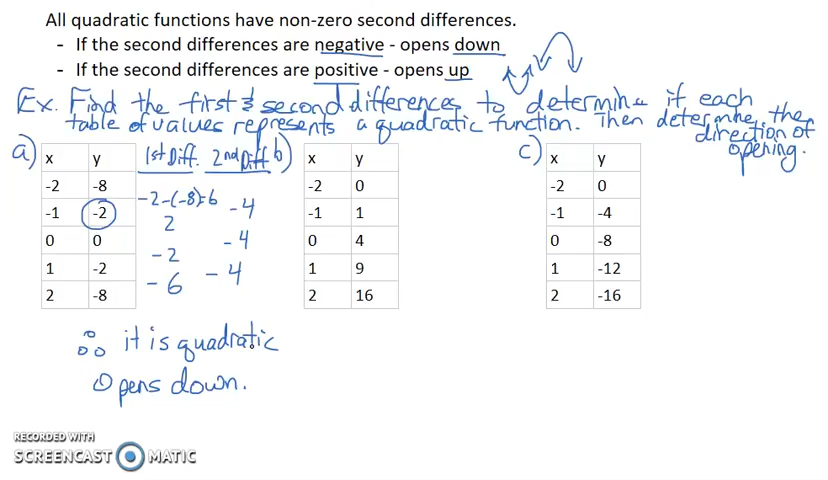 All quadratic functions have non-zero second differences.
- If the second differences are negative - opens down
- If the second differences are positive - opens up
Ex. Find the first & second differences to determine if each
table of values represents a quadratic function. Then determine the
direction of
opening.
a)
x y
-2 -8
-1 -2
0 0
1 -2
2 -8
1st Diff. 2nd Diff
-2-(-8)=6
2
-2
-6
-4
-4
-4
∴ it is quadratic
Opens down.
b)
x y
-2 0
-1 1
0 4
1 9
2 16
c)
x y
-2 0
-1 -4
0 -8
1 -12
2 -16
RECORDED WITH
SCREENCAST MATIC